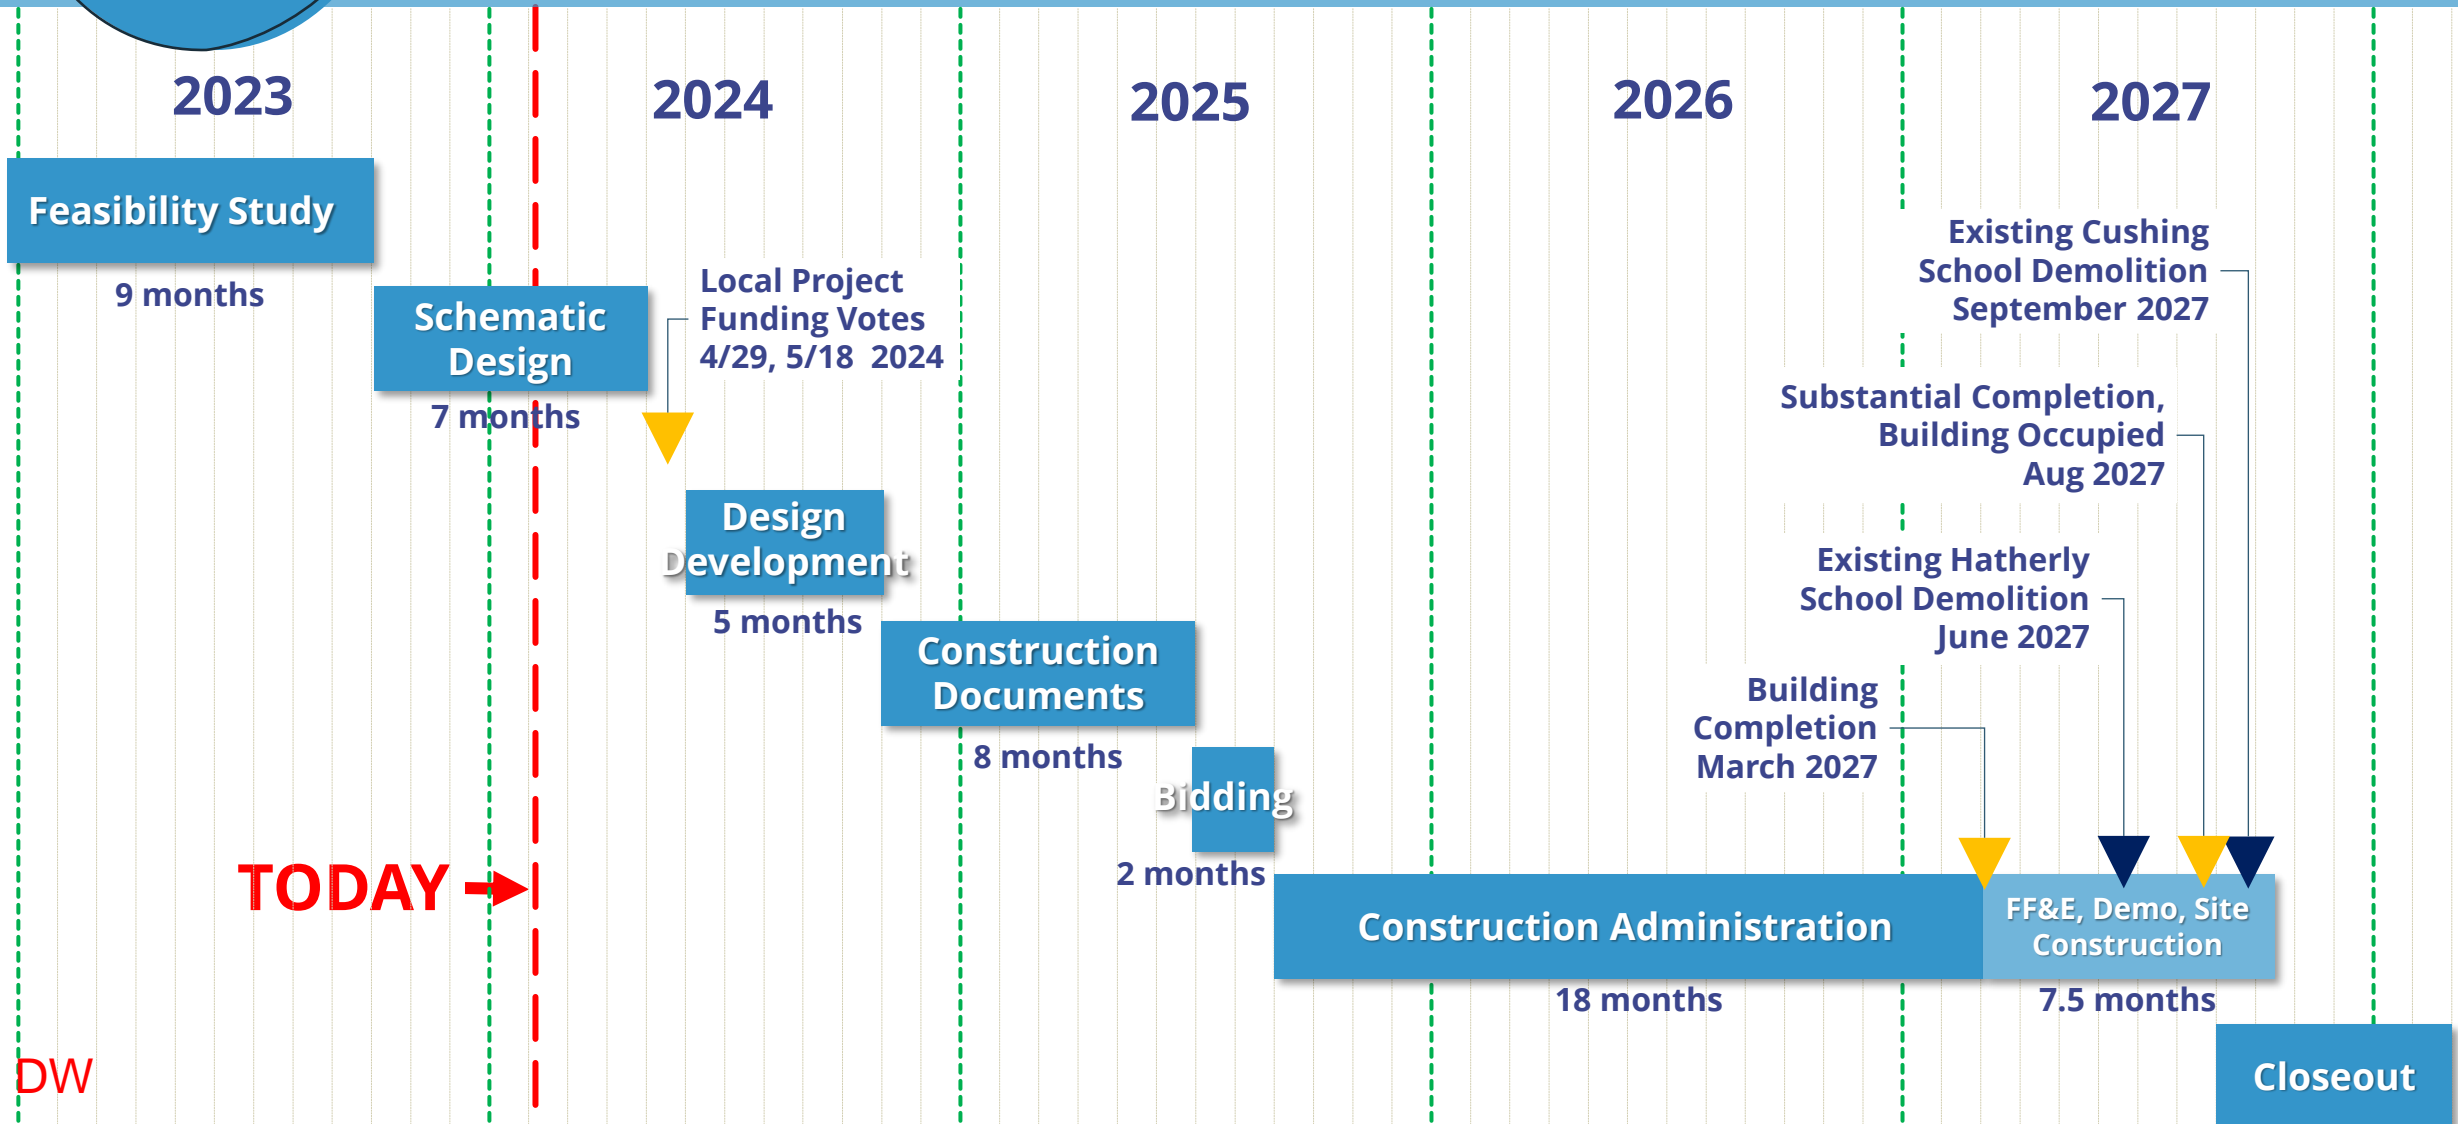 2023
2024
2025
2026
2027
Feasibility Study
9 months
Schematic
Design
7 months
Local Project
Funding Votes
4/29, 5/18  2024
Design
Development
5 months
Construction
Documents
8 months
Bidding
2 months
Existing Cushing
School Demolition
September 2027
Substantial Completion,
Building Occupied
Aug 2027
Existing Hatherly
School Demolition
June 2027
Building
Completion
March 2027
TODAY
Construction Administration
18 months
FF&E, Demo, Site
Construction
7.5 months
Closeout
DW